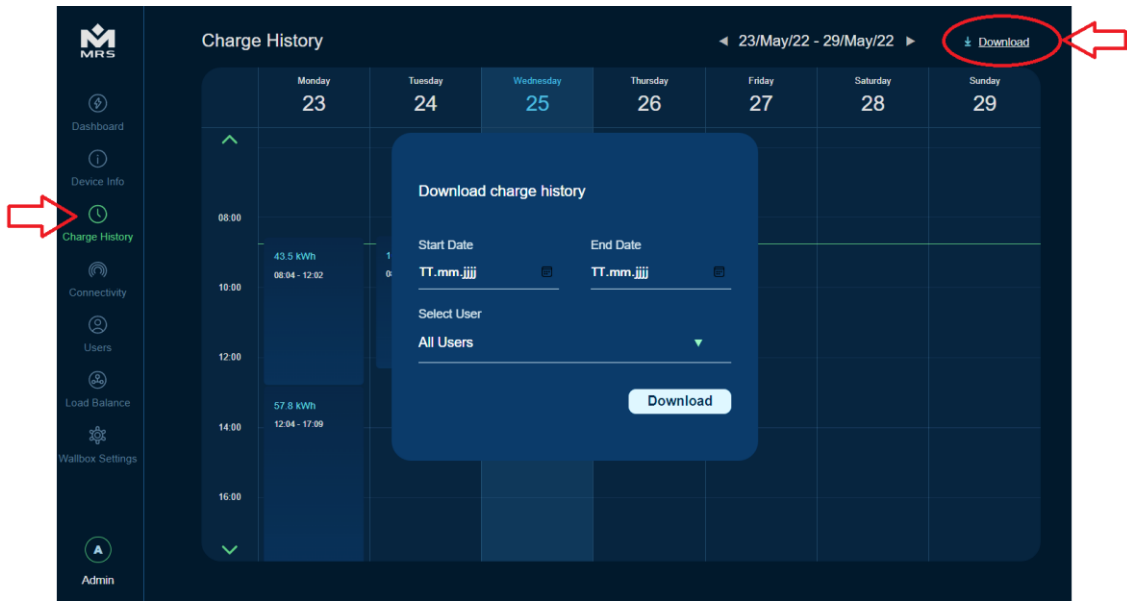 MRS
Charge History
23/May/22 - 29/May/22
Download
Dashboard
Device Info
Charge History
Connectivity
Users
Load Balance
Wallbox Settings
A
Admin
Monday
23
Tuesday
24
Wednesday
25
Thursday
26
Friday
27
Saturday
28
Sunday
29
08:00
10:00
12:00
14:00
16:00
43.5 kWh
08:04 - 12:02
57.8 kWh
12:04 - 17:09
1
Download charge history
Start Date
TT.mm.jjjj
End Date
TT.mm.jjjj
Select User
All Users
Download